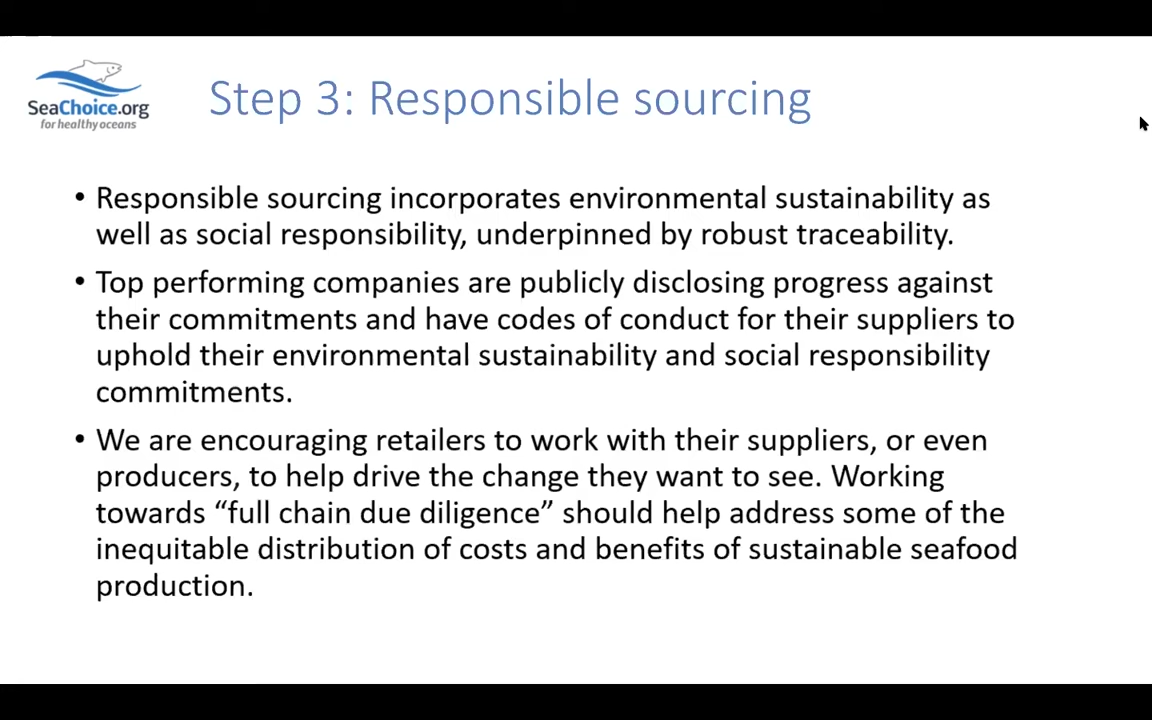 SeaChoice.org
for healthy oceans
Step 3: Responsible sourcing
• Responsible sourcing incorporates environmental sustainability as
well as social responsibility, underpinned by robust traceability.
• Top performing companies are publicly disclosing progress against
their commitments and have codes of conduct for their suppliers to
uphold their environmental sustainability and social responsibility
commitments.
• We are encouraging retailers to work with their suppliers, or even
producers, to help drive the change they want to see. Working
towards “full chain due diligence” should help address some of the
inequitable distribution of costs and benefits of sustainable seafood
production.